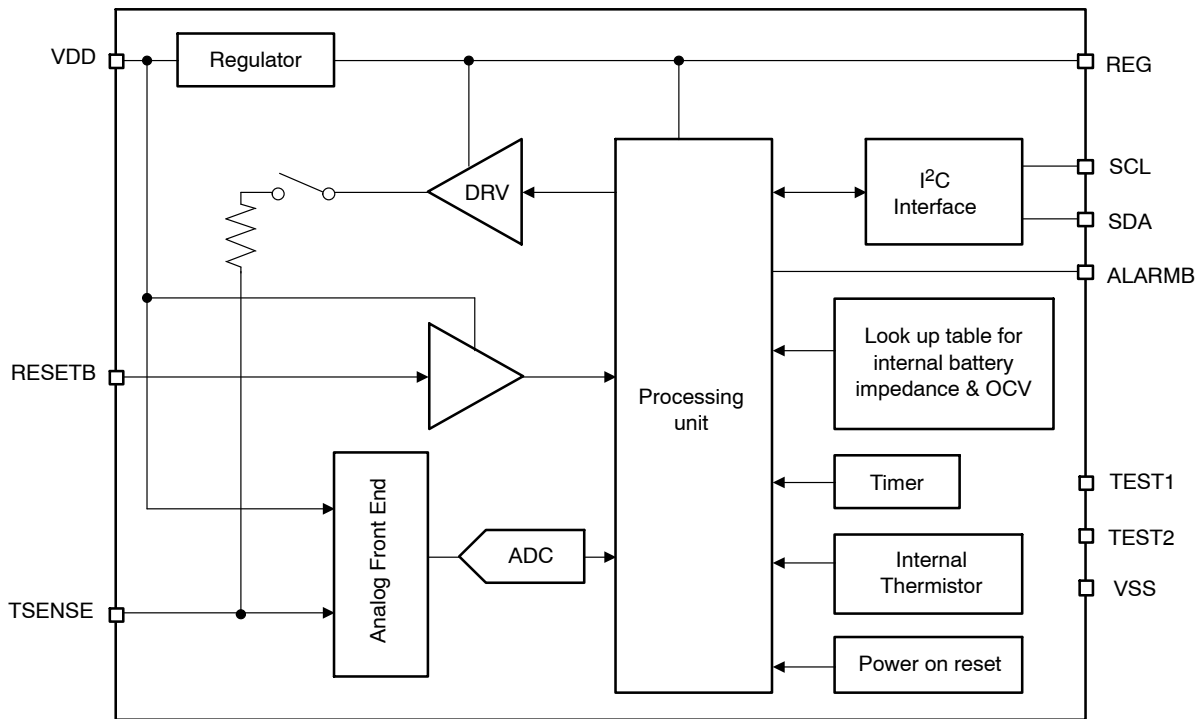 VDD
Regulator
REG
DRV
I²C
Interface
SCL
SDA
ALARMB
Look up table for
internal battery
impedance & OCV
RESETB
Processing
unit
Analog Front End
Timer
TEST1
ADC
TEST2
Internal
Thermistor
VSS
TSENSE
Power on reset